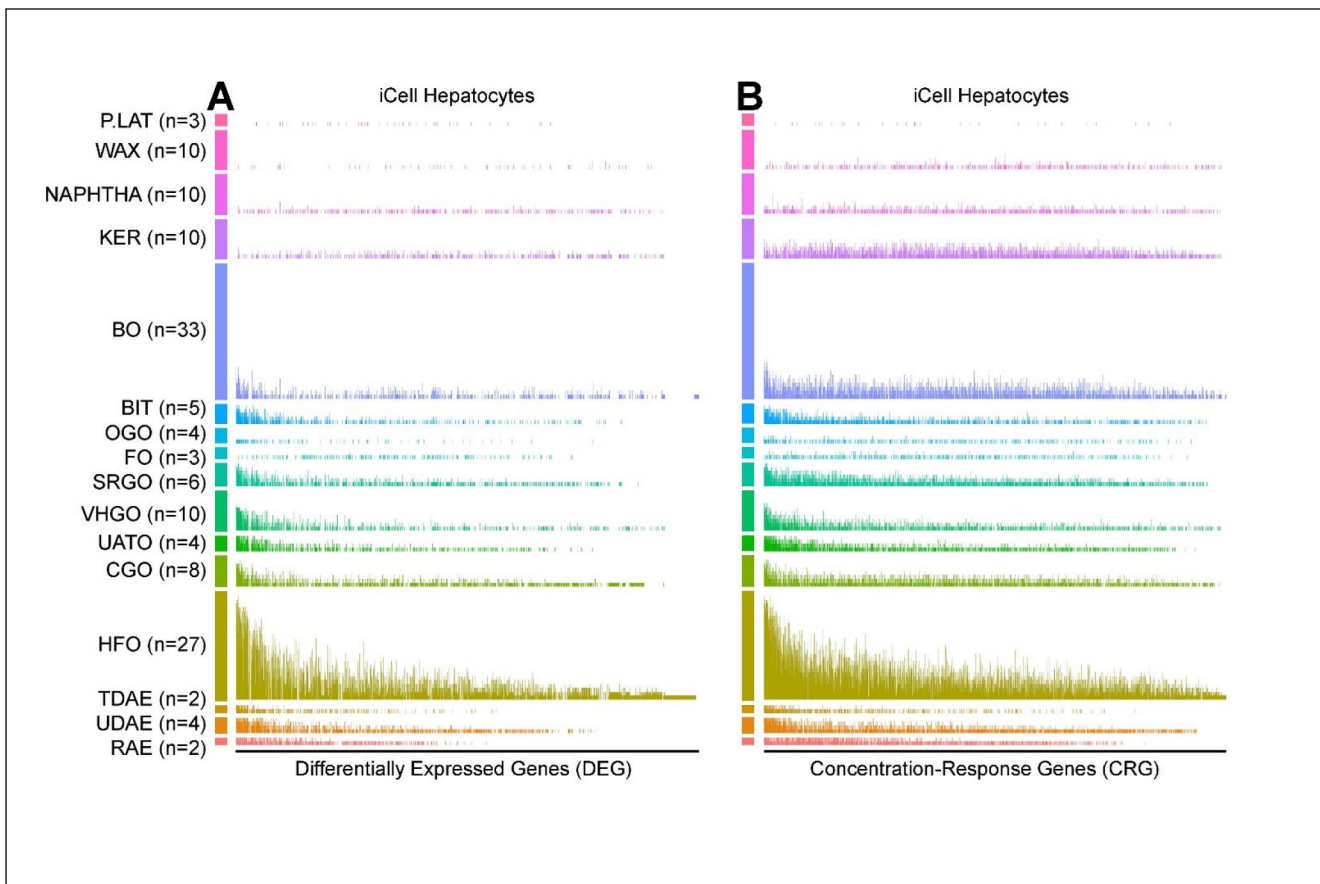 A
iCell Hepatocytes
B
iCell Hepatocytes
P.LAT (n=3)
WAX (n=10)
NAPHTHA (n=10)
KER (n=10)
BO (n=33)
BIT (n=5)
OGO (n=4)
FO (n=3)
SRGO (n=6)
VHGO (n=10)
UATO (n=4)
CGO (n=8)
HFO (n=27)
TDAE (n=2)
UDAE (n=4)
RAE (n=2)
Differentially Expressed Genes (DEG)
Concentration-Response Genes (CRG)